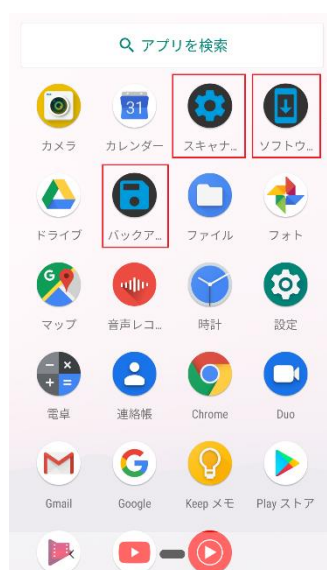 アプリを検索
31
カメラ
カレンダー
スキャナ...
ソフトウ...
ドライブ
バックア...
ファイル
フォト
G
マップ
音声レコ...
時計
設定
電卓
連絡帳
Chrome
Duo
G
Gmail
Google
Keep メモ
Play ストア